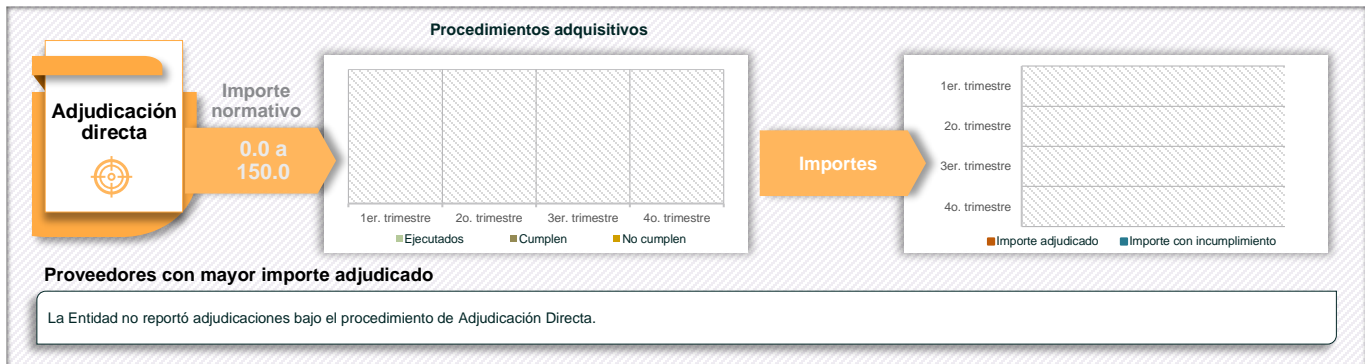 Procedimientos adquisitivos
Adjudicación
directa
Importe
normativo
0.0 a
150.0
1er. trimestre
2o. trimestre
3er. trimestre
4o. trimestre
Ejecutados
Cumplen
No cumplen
Importes
1er. trimestre
2o. trimestre
3er. trimestre
4o. trimestre
Importe adjudicado
Importe con incumplimiento
Proveedores con mayor importe adjudicado
La Entidad no reportó adjudicaciones bajo el procedimiento de Adjudicación Directa.